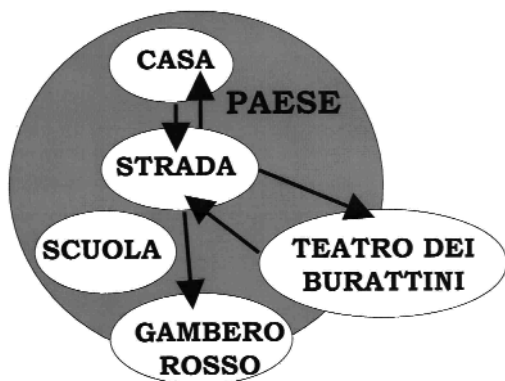 CASA
PAESE
STRADA
SCUOLA
TEATRO DEI
BURATTINI
GAMBERO
ROSSO